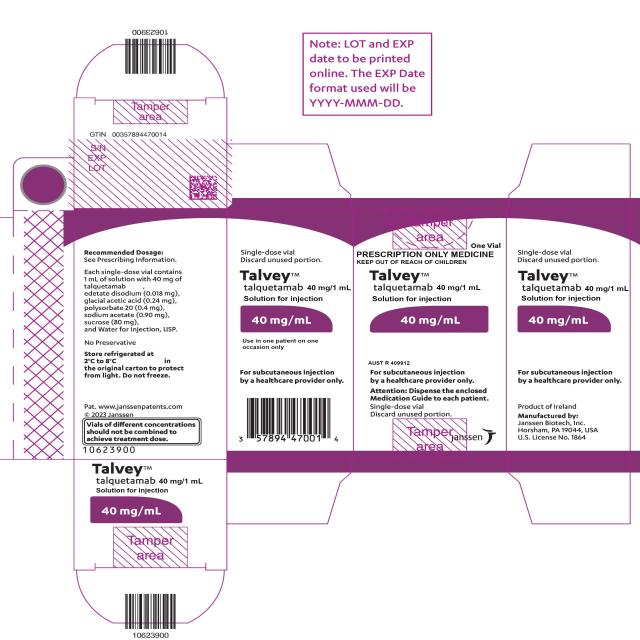 10623900
Note: LOT and EXP
date to be printed
online. The EXP Date
format used will be
YYYY-MMM-DD.
Tamper
area
GTIN 00357894470014
S/N
EXP
LOT
Recommended Dosage:
See Prescribing Information.
Each single-dose vial contains
1 mL of solution with 40 mg of
talquetamab
edetate disodium (0.018 mg),
glacial acetic acid (0.24 mg),
polysorbate 20 (0.4 mg),
sodium acetate (0.90 mg),
sucrose (80 mg),
and Water for Injection, USP.
No Preservative
Store refrigerated at
2°C to 8°C in
the original carton to protect
from light. Do not freeze.
Pat. www.janssenpatents.com
© 2023 Janssen
Vials of different concentrations
should not be combined to
achieve treatment dose.
10623900
Single-dose vial
Discard unused portion.
Talvey™
talquetamab 40 mg/1 mL
Solution for injection
40 mg/mL
Use in one patient on one
occasion only
For subcutaneous injection
by a healthcare provider only.
3 57894 47001 4
Tamper
area
One Vial
PRESCRIPTION ONLY MEDICINE
KEEP OUT OF REACH OF CHILDREN
Talvey™
talquetamab 40 mg/1 mL
Solution for injection
40 mg/mL
AUST R 409912
For subcutaneous injection
by a healthcare provider only.
Attention: Dispense the enclosed
Medication Guide to each patient.
Single-dose vial
Discard unused portion.
Tamper
area
janssen
Single-dose vial
Discard unused portion.
Talvey™
talquetamab 40 mg/1 mL
Solution for injection
40 mg/mL
For subcutaneous injection
by a healthcare provider only.
Product of Ireland
Manufactured by:
Janssen Biotech, Inc.
Horsham, PA 19044, USA
U.S. License No. 1864
Talvey™
talquetamab 40 mg/1 mL
Solution for injection
40 mg/mL
Tamper
area
10623900